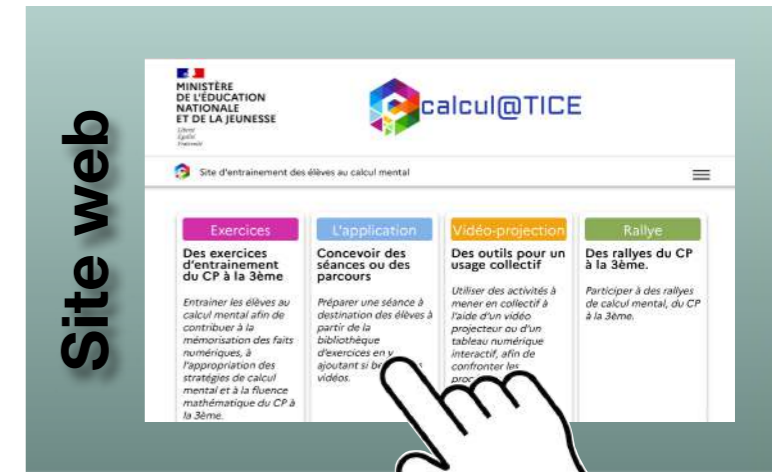 Site web
MINISTÈRE
DE L'ÉDUCATION
NATIONALE
ET DE LA JEUNESSE
Liberté
Égalité
Fraternité
calcul@TICE
Site d'entrainement des élèves au calcul mental
Exercices
Des exercices
d'entrainement
du CP à la 3ème
Entrainer les élèves au
calcul mental afin de
contribuer à la
mémorisation des faits
numériques, à
l'appropriation des
stratégies de calcul
mental et à la fluence
mathématique du CP à
la 3ème.
L'application
Concevoir des
séances ou des
parcours
Préparer une séance à
destination des élèves à
partir de la
bibliothèque
d'exercices en y
ajoutant si
vidéos.
Vidéo-projection
Des outils pour un
usage collectif
Utiliser des activités à
mener en collectif à
l'aide d'un vidéo
projecteur ou d'un
tableau numérique
interactif, afin de
confronter les
Rallye
Des rallyes du CP
à la 3ème.
Participer à des rallyes
de calcul mental, du CP
à la 3ème.